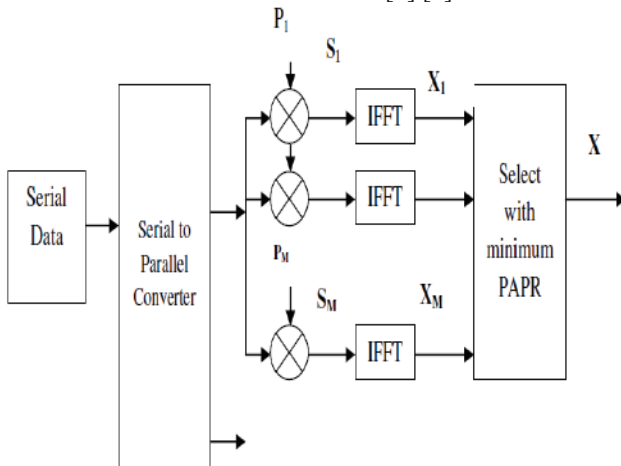 P1
S1
X1
IFFT
X
Serial
Data
Serial to
Parallel
Converter
IFFT
Select
with
minimum
PAPR
PM
SM
XM
IFFT